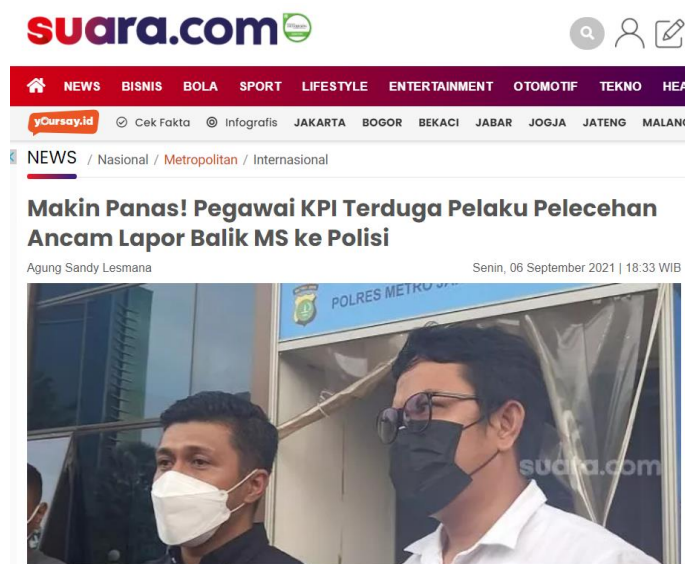 suara.com
NEWS BISNIS BOLA SPORT LIFESTYLE ENTERTAINMENT OTOMOTIF TEKNO HEA
yOursay.id Cek Fakta Infografis JAKARTA BOGOR BEKACI JABAR JOGJA JATENG MALANG
NEWS / Nasional / Metropolitan / Internasional
Makin Panas! Pegawai KPI Terduga Pelaku Pelecehan
Ancam Lapor Balik MS ke Polisi
Agung Sandy Lesmana Senin, 06 September 2021 | 18:33 WIB
POLRES METRO JA
suara.com